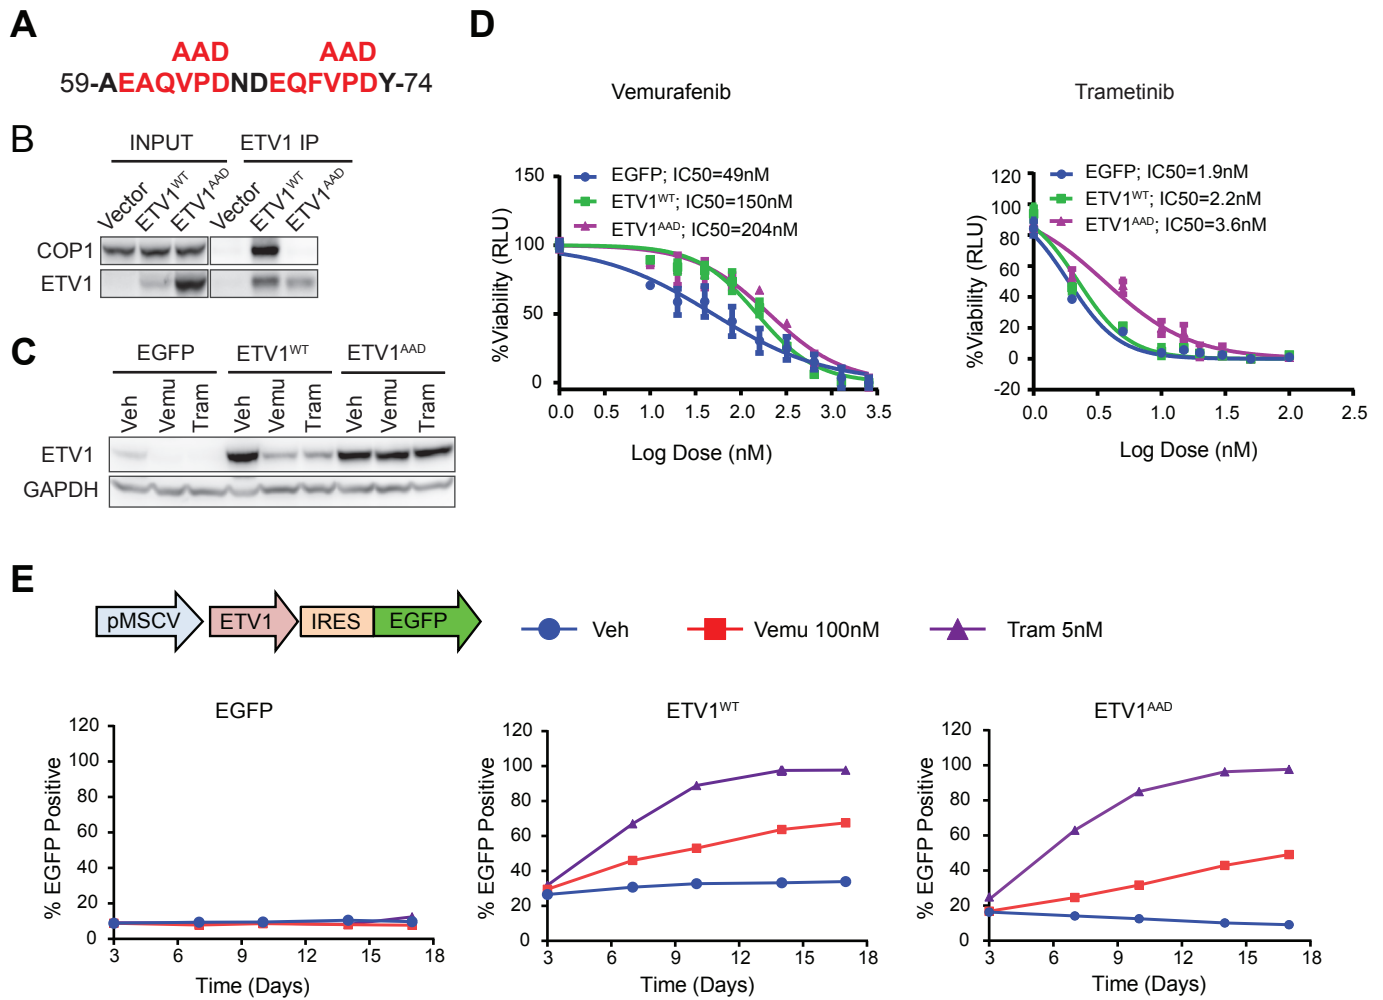 A
AAD AAD
59-AEAQVPDNDEQFVPDY-74
B
INPUT ETV1 IP
Vector ETV1WT ETV1AAD Vector ETV1WT ETV1AAD
COP1
ETV1
C
EGFP ETV1WT ETV1AAD
Veh Vemu Tram Veh Vemu Tram Veh Vemu Tram
ETV1
GAPDH
D
Vemurafenib
EGFP; IC50=49nM
ETV1WT; IC50=150nM
ETV1AAD; IC50=204nM
%Viability (RLU)
150
100
50
0
0.0 0.5 1.0 1.5 2.0 2.5 3.0 3.5
Log Dose (nM)
Trametinib
EGFP; IC50=1.9nM
ETV1WT; IC50=2.2nM
ETV1AAD; IC50=3.6nM
%Viability (RLU)
120
100
80
60
40
20
0
-20
0.0 0.5 1.0 1.5 2.0 2.5
Log Dose (nM)
E
pMSCV ETV1 IRES EGFP
Veh Vemu 100nM Tram 5nM
EGFP
% EGFP Positive
120
100
80
60
40
20
0
3 6 9 12 15 18
Time (Days)
ETV1WT
% EGFP Positive
120
100
80
60
40
20
0
3 6 9 12 15 18
Time (Days)
ETV1AAD
% EGFP Positive
120
100
80
60
40
20
0
3 6 9 12 15 18
Time (Days)